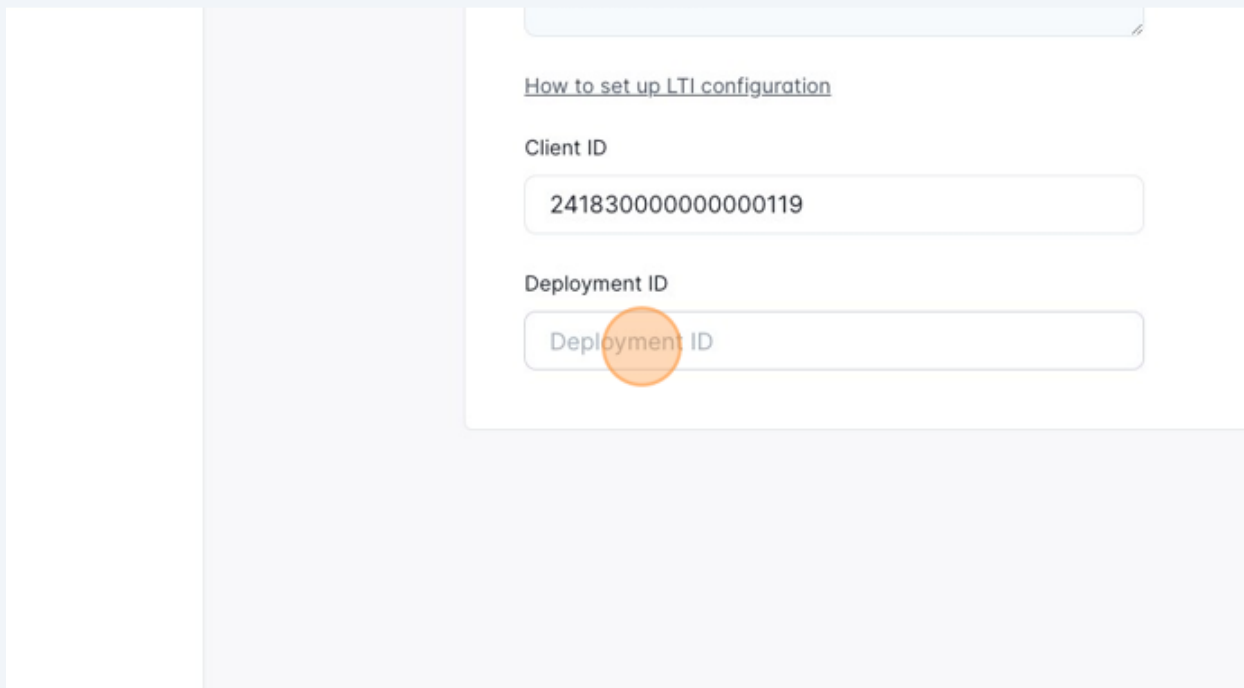 How to set up LTI configuration
Client ID
241830000000000119
Deployment ID
Deployment ID